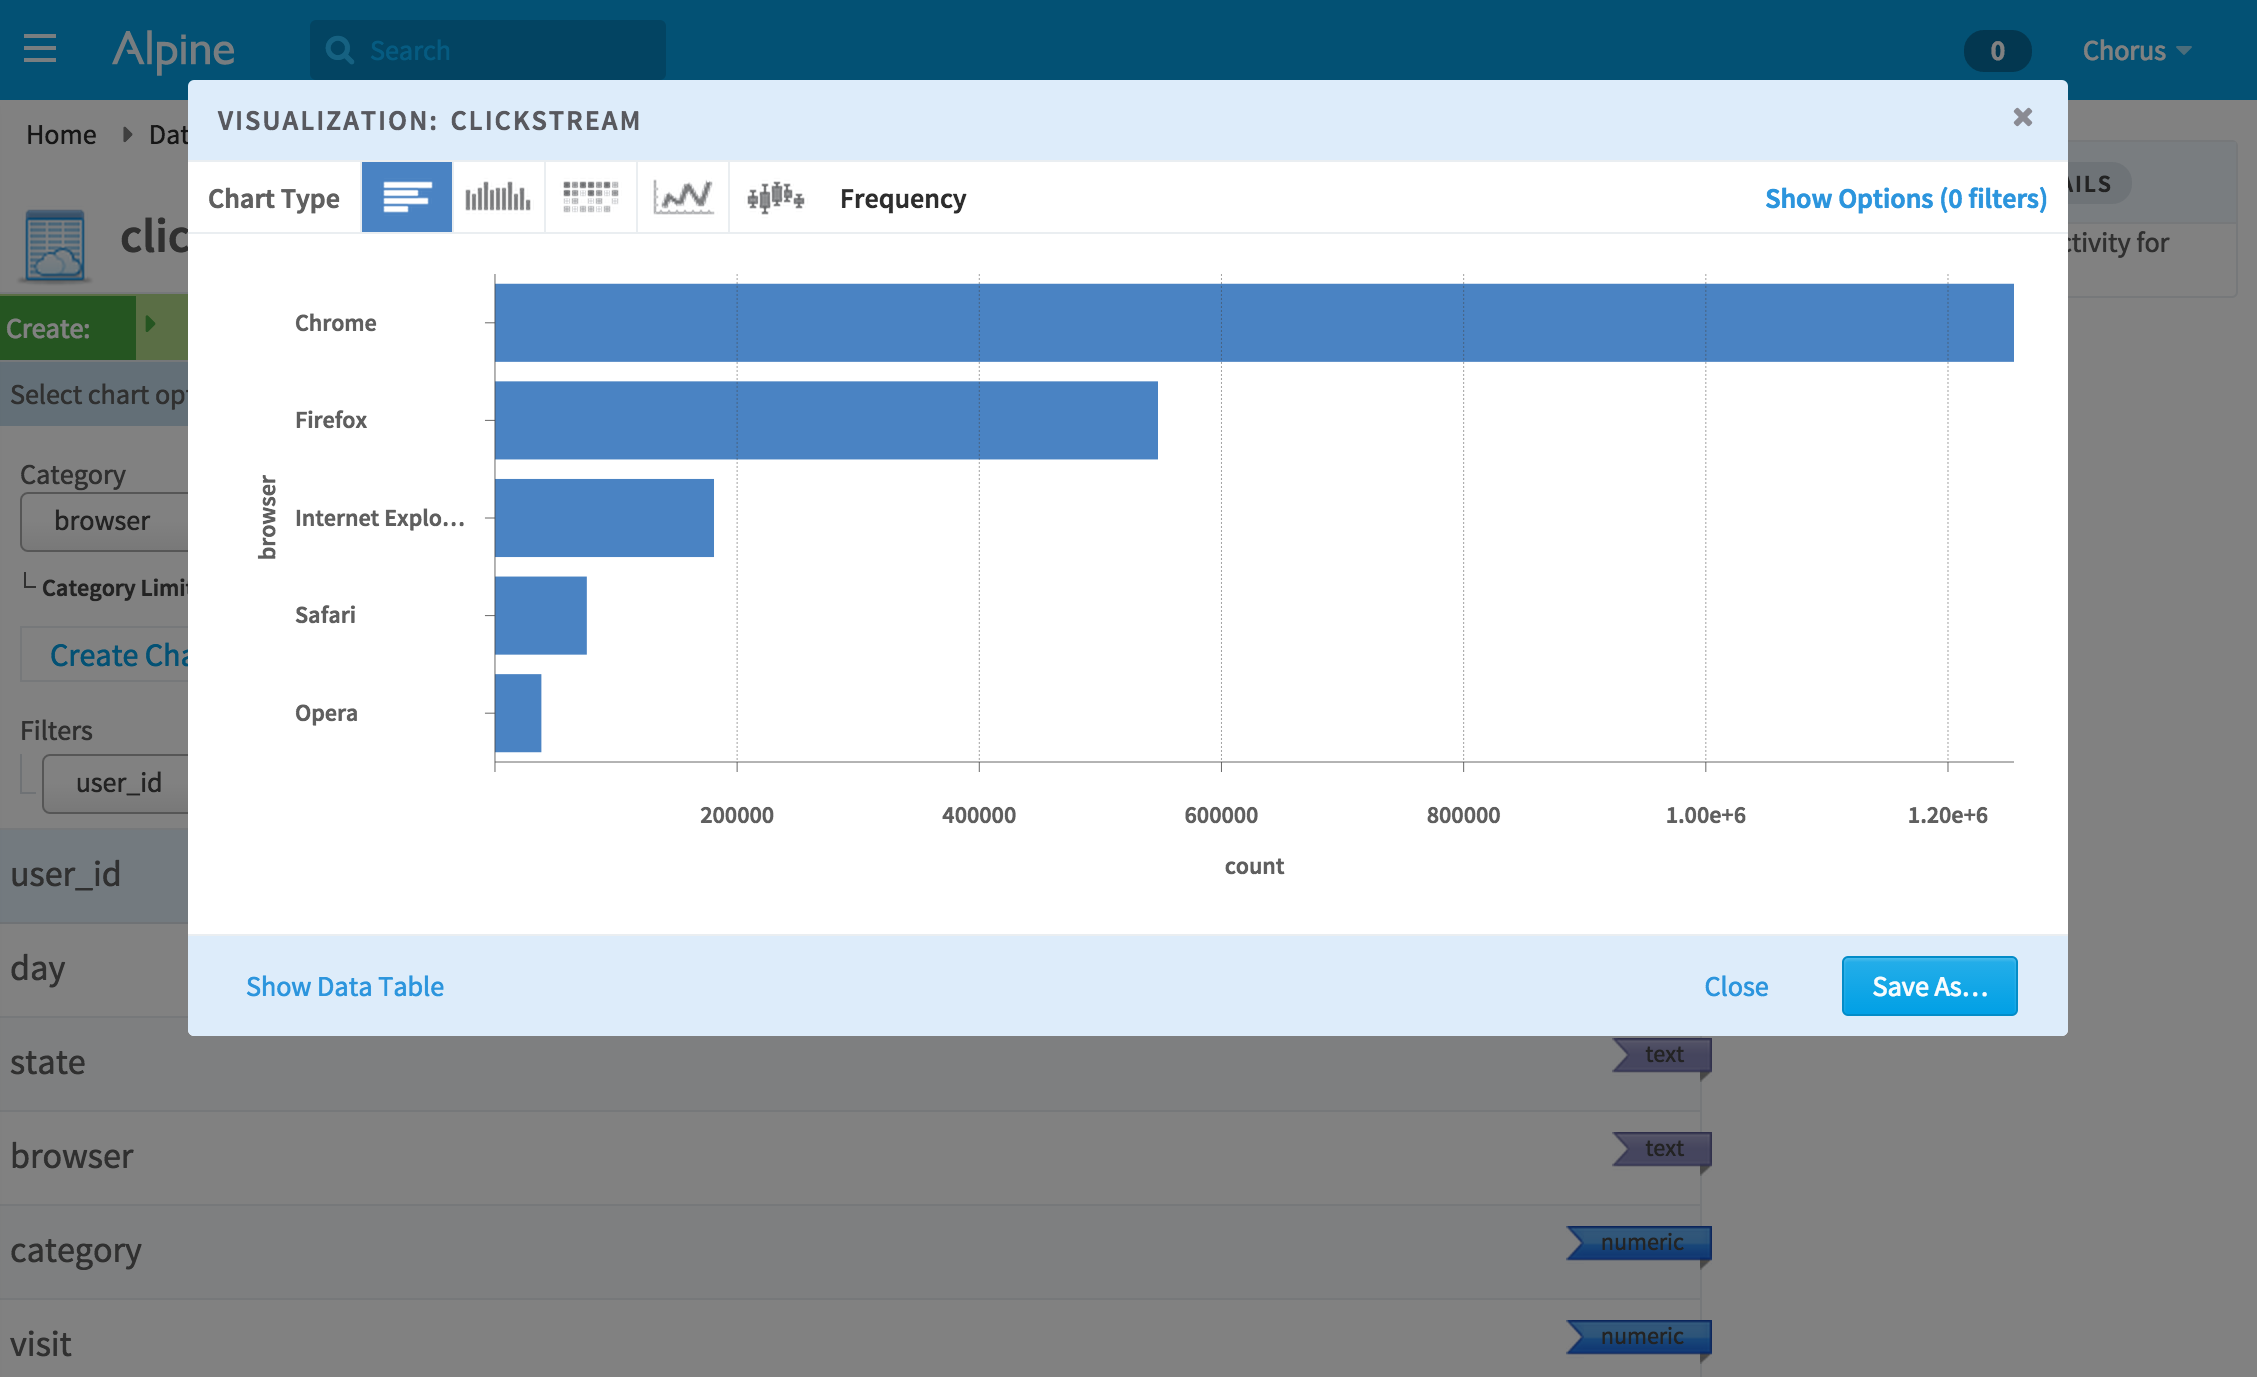 Alpine
Search
0
Chorus
Home
Dat
VISUALIZATION: CLICKSTREAM
Chart Type
Frequency
Show Options (0 filters)
AILS
clic
ctivity for
Create:
Select chart op
Category
browser
Category Limit
Create Cha
Filters
user_id
browser
Chrome
Firefox
Internet Explo...
Safari
Opera
200000 400000 600000 800000 1.00e+6 1.20e+6
count
Show Data Table
Close
Save As...
user_id
day
state text
browser text
category numeric
visit numeric